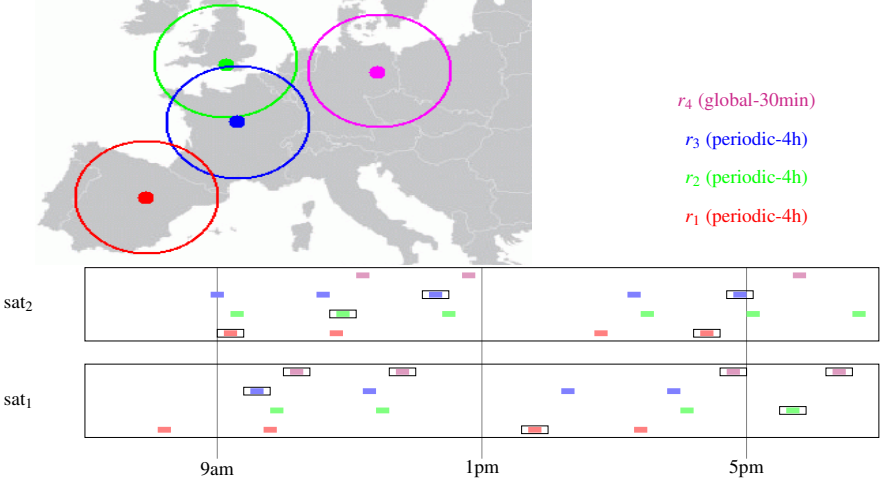 r₄ (global-30min)
r₃ (periodic-4h)
r₂ (periodic-4h)
r₁ (periodic-4h)
sat₂
sat₁
9am 1pm 5pm